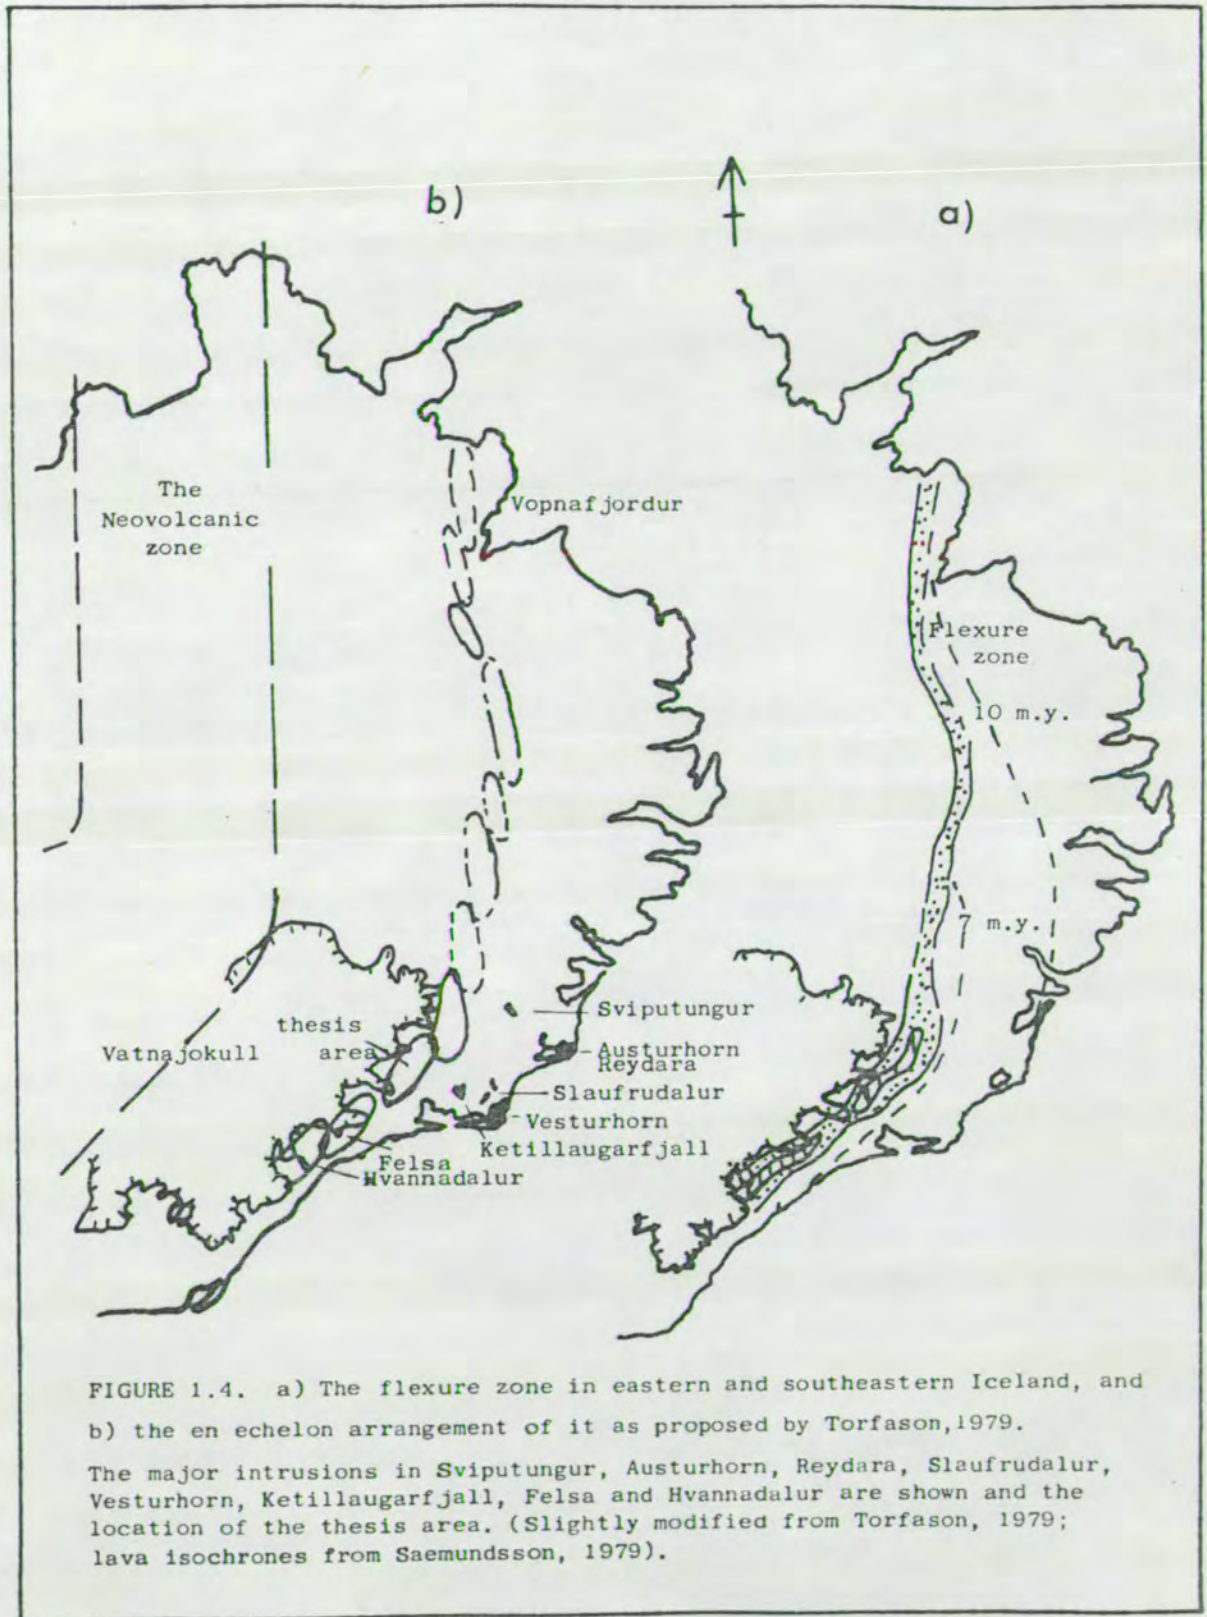 b)
a)
The
Neovolcanic
zone
Vopnafjordur
Flexure
zone
10 m.y.
7 m.y.
thesis
area
Vatnajokull
Sviputungur
Austurhorn
Reydara
Slaufrudalur
Vesturhorn
Ketillaugarfjall
Felsa
Hvannadalur
FIGURE 1.4. a) The flexure zone in eastern and southeastern Iceland, and
b) the en echelon arrangement of it as proposed by Torfason,1979.
The major intrusions in Sviputungur, Austurhorn, Reydara, Slaufrudalur,
Vesturhorn, Ketillaugarfjall, Felsa and Hvannadalur are shown and the
location of the thesis area. (Slightly modified from Torfason, 1979;
lava isochrones from Saemundsson, 1979).